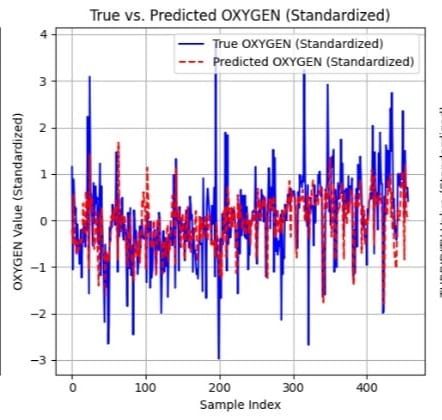 True vs. Predicted OXYGEN (Standardized)
True OXYGEN (Standardized)
Predicted OXYGEN (Standardized)
OXYGEN Value (Standardized)
4
3
2
1
0
−1
−2
−3
0 100 200 300 400
Sample Index